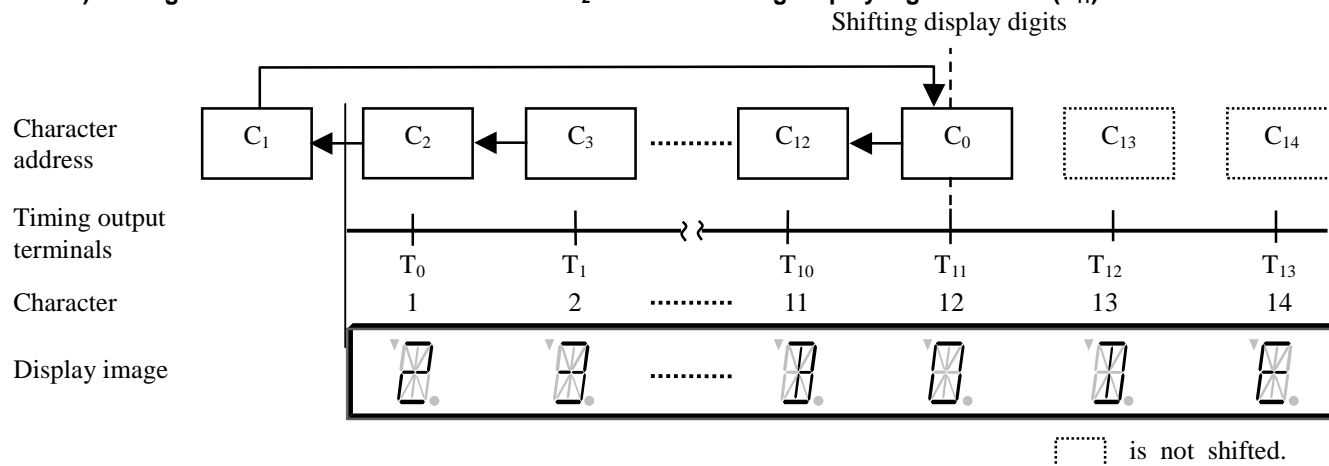 Shifting display digits
Character address C₁ C₂ C₃ C₁₂ C₀ C₁₃ C₁₄
Timing output terminals
T₀ T₁ T₁₀ T₁₁ T₁₂ T₁₃
Character 1 2 11 12 13 14
Display image
is not shifted.